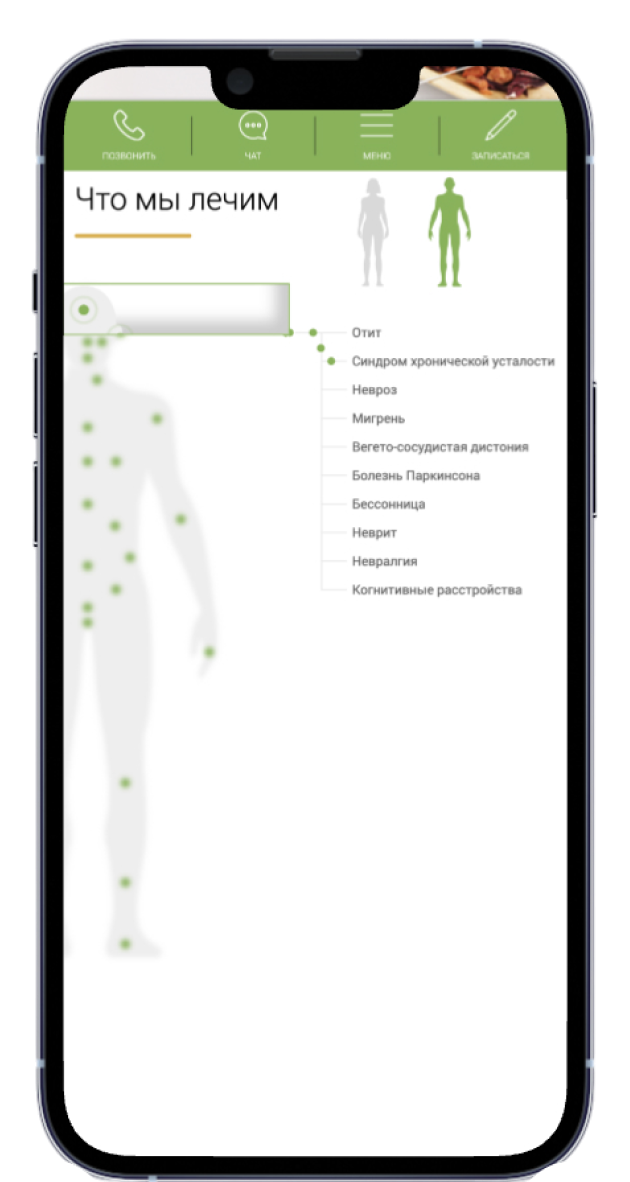 ПОЗВОНИТЬ
ЧАТ
МЕНЮ
ЗАПИСАТЬСЯ
Что мы лечим
Отит
Синдром хронической усталости
Невроз
Мигрень
Вегето-сосудистая дистония
Болезнь Паркинсона
Бессонница
Неврит
Невралгия
Когнитивные расстройства